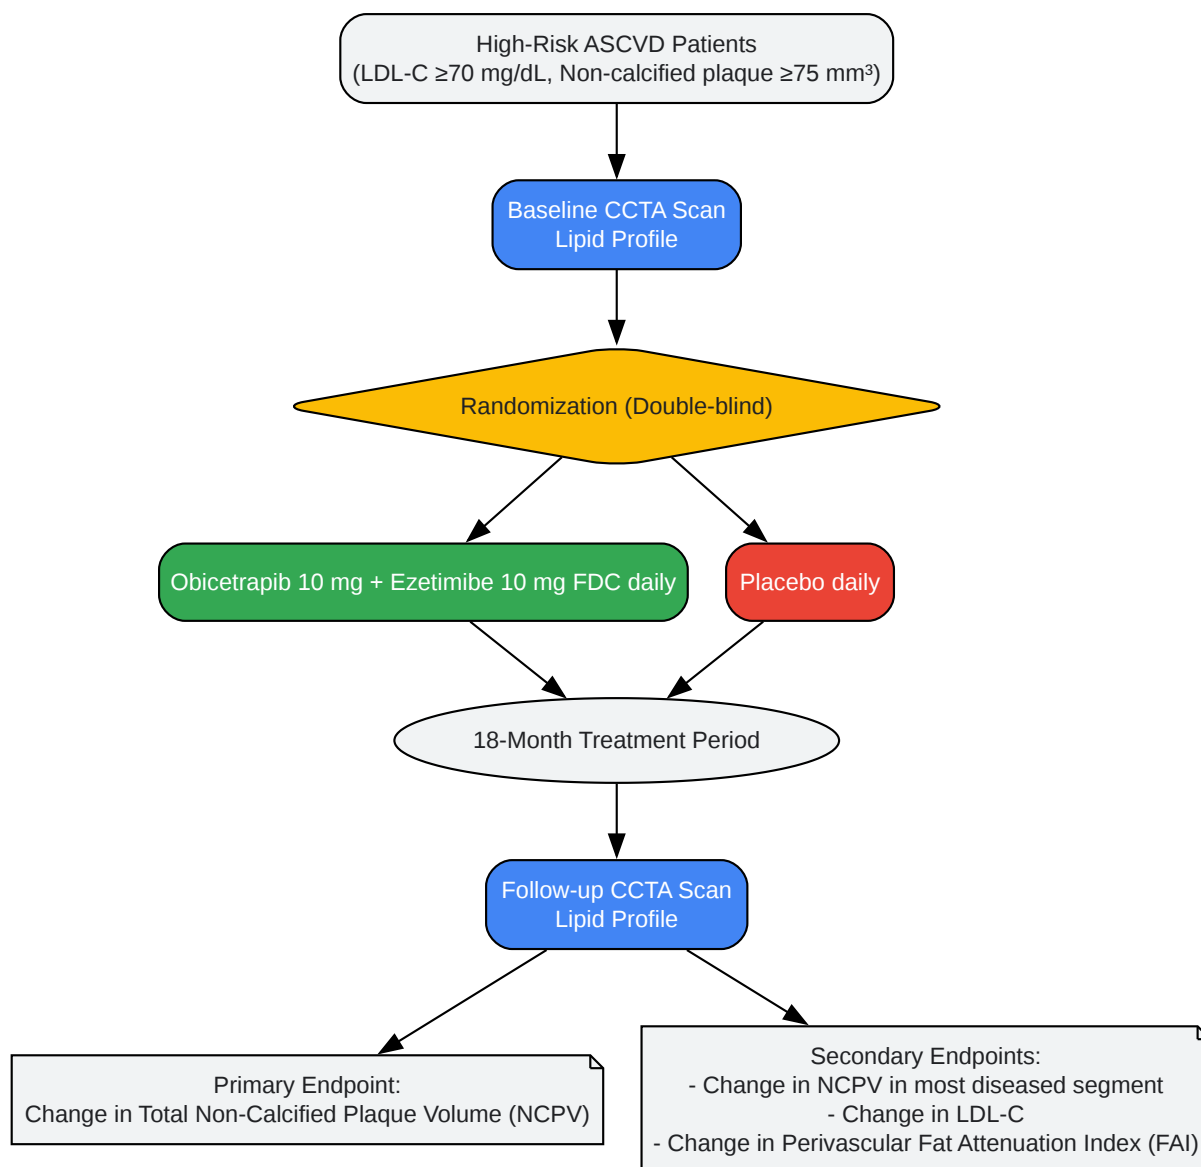 High-Risk ASCVD Patients
(LDL-C ≥70 mg/dL, Non-calcified plaque ≥75 mm³)
Baseline CCTA Scan
Lipid Profile
Randomization (Double-blind)
Obicetrapib 10 mg + Ezetimibe 10 mg FDC daily
Placebo daily
18-Month Treatment Period
Follow-up CCTA Scan
Lipid Profile
Primary Endpoint:
Change in Total Non-Calcified Plaque Volume (NCPV)
Secondary Endpoints:
- Change in NCPV in most diseased segment
- Change in LDL-C
- Change in Perivascular Fat Attenuation Index (FAI)